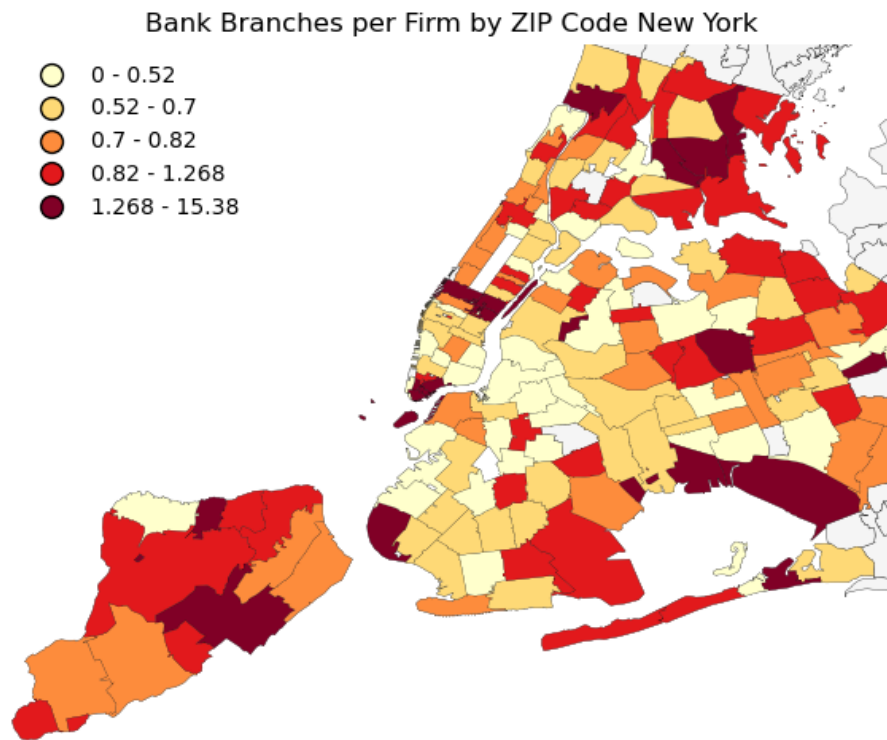 Bank Branches per Firm by ZIP Code New York
0 - 0.52
0.52 - 0.7
0.7 - 0.82
0.82 - 1.268
1.268 - 15.38